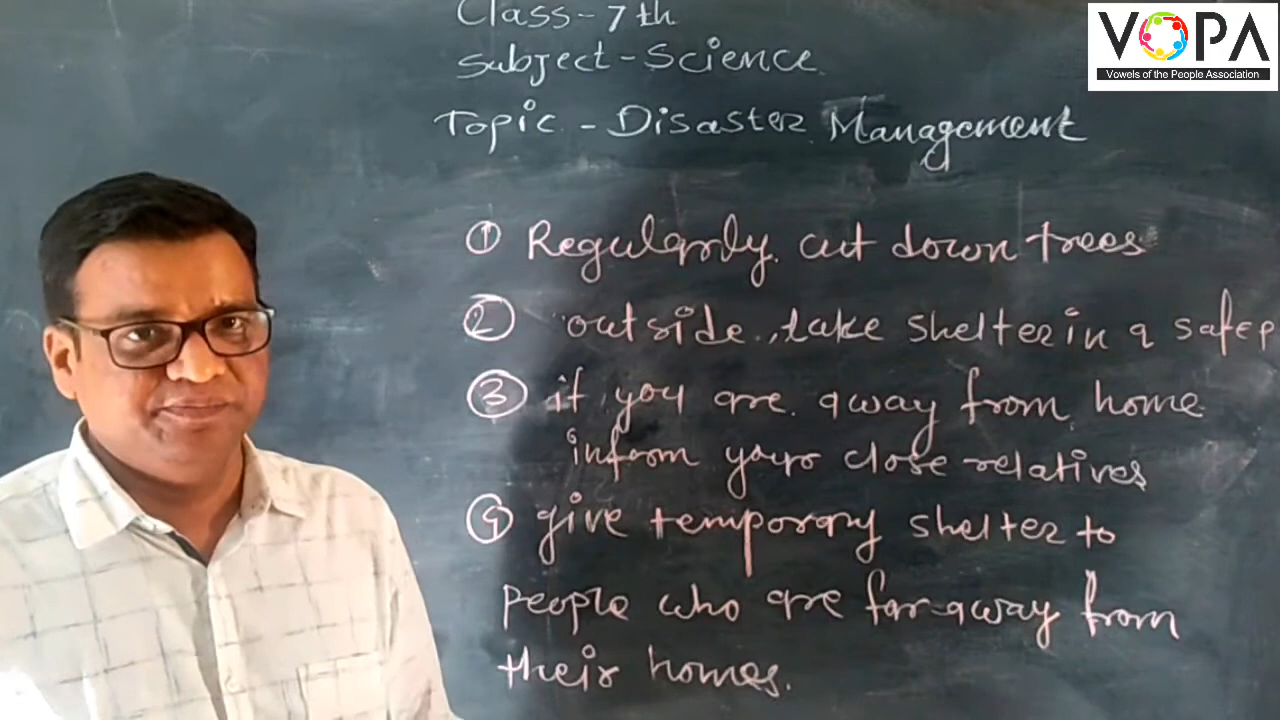 Class-7th
Subject-Science
Topic-Disaster Management
VOPA
Vowels of the People Association
① Regularly cut down trees
② outside, take shelter in a safe p
③ if you are away from home
inform your close relatives
④ give temporary shelter to
people who are far away from
their homes.